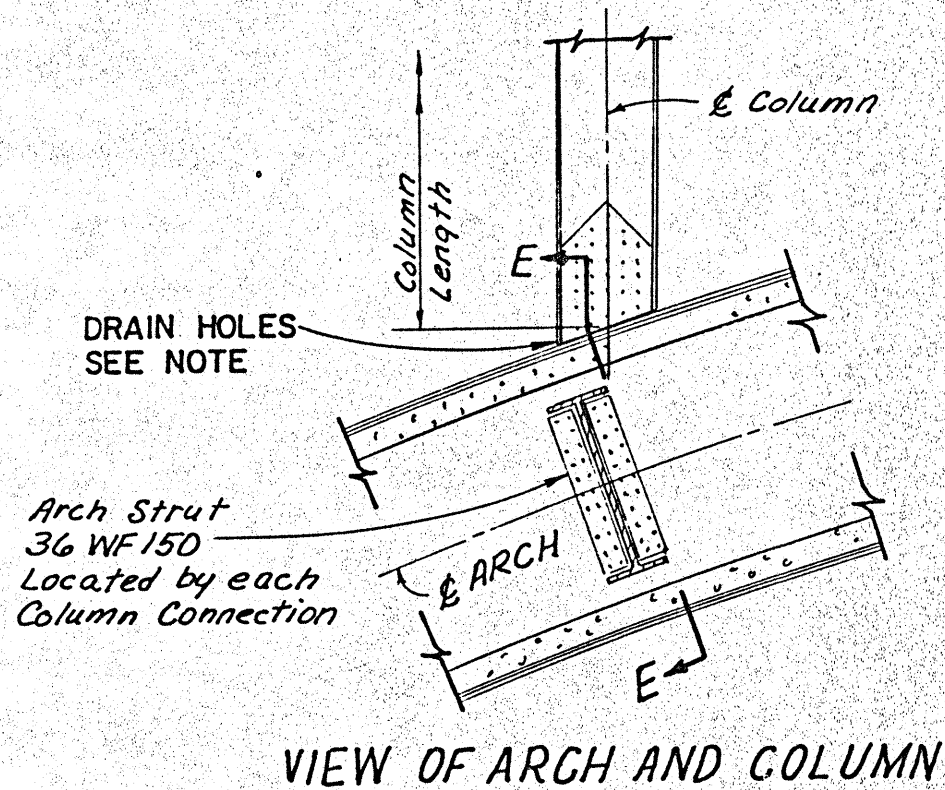 ℄ Column
Column
Length
E
DRAIN HOLES
SEE NOTE
Arch Strut
36 WF 150
Located by each
Column Connection
℄ ARCH
E
VIEW OF ARCH AND COLUMN